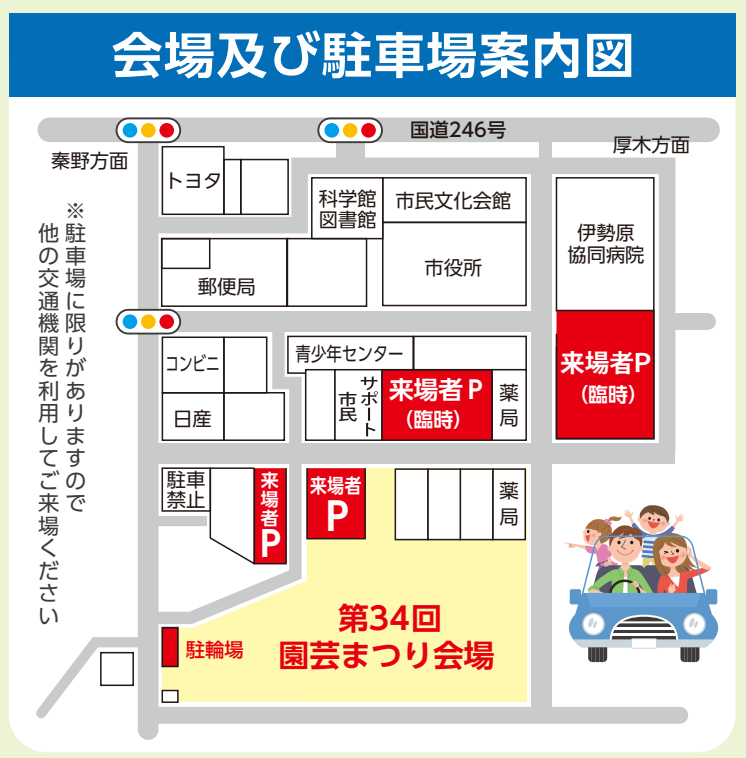 会場及び駐車場案内図
国道246号
秦野方面
厚木方面
トヨタ
科学館
図書館
市民文化会館
市役所
伊勢原
協同病院
郵便局
※駐車場に限りがありますので
他の交通機関を利用してご来場ください
コンビニ
日産
青少年センター
市民
サポート
来場者P
（臨時）
薬局
来場者P
（臨時）
駐車
禁止
来場者P
来場者
P
薬局
第34回
園芸まつり会場
駐輪場